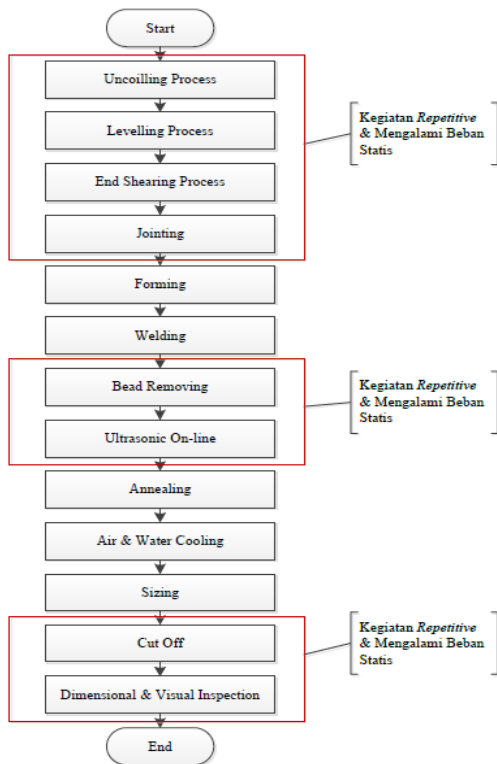 Start
Uncoilling Process
Levelling Process
End Shearing Process
Jointing
Kegiatan Repetitive
& Mengalami Beban
Statis
Forming
Welding
Bead Removing
Ultrasonic On-line
Kegiatan Repetitive
& Mengalami Beban
Statis
Annealing
Air & Water Cooling
Sizing
Cut Off
Dimensional & Visual Inspection
Kegiatan Repetitive
& Mengalami Beban
Statis
End